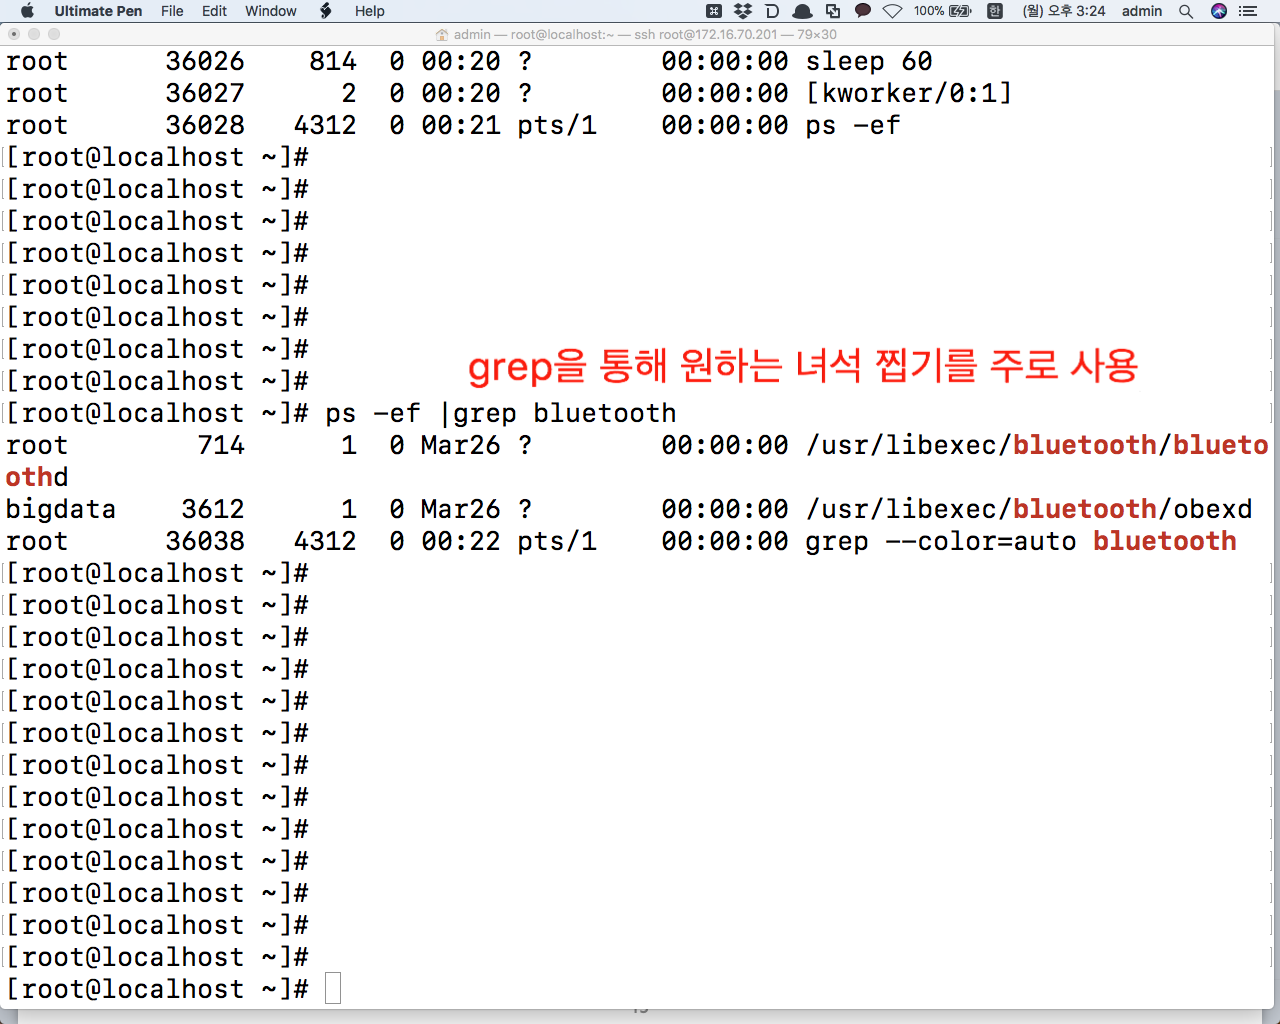 Ultimate Pen File Edit Window Help 100% 한 (월) 오후 3:24 admin
admin — root@localhost:~ — ssh root@172.16.70.201 — 79×30
root 36026 814 0 00:20 ? 00:00:00 sleep 60
root 36027 2 0 00:20 ? 00:00:00 [kworker/0:1]
root 36028 4312 0 00:21 pts/1 00:00:00 ps -ef
[root@localhost ~]#
[root@localhost ~]#
[root@localhost ~]#
[root@localhost ~]#
[root@localhost ~]#
[root@localhost ~]#
[root@localhost ~]#
grep을 통해 원하는 녀석 찝기를 주로 사용
[root@localhost ~]#
[root@localhost ~]# ps -ef |grep bluetooth
root 714 1 0 Mar26 ? 00:00:00 /usr/libexec/bluetooth/blueto
othd
bigdata 3612 1 0 Mar26 ? 00:00:00 /usr/libexec/bluetooth/obexd
root 36038 4312 0 00:22 pts/1 00:00:00 grep --color=auto bluetooth
[root@localhost ~]#
[root@localhost ~]#
[root@localhost ~]#
[root@localhost ~]#
[root@localhost ~]#
[root@localhost ~]#
[root@localhost ~]#
[root@localhost ~]#
[root@localhost ~]#
[root@localhost ~]#
[root@localhost ~]#
[root@localhost ~]#
[root@localhost ~]#
[root@localhost ~]#